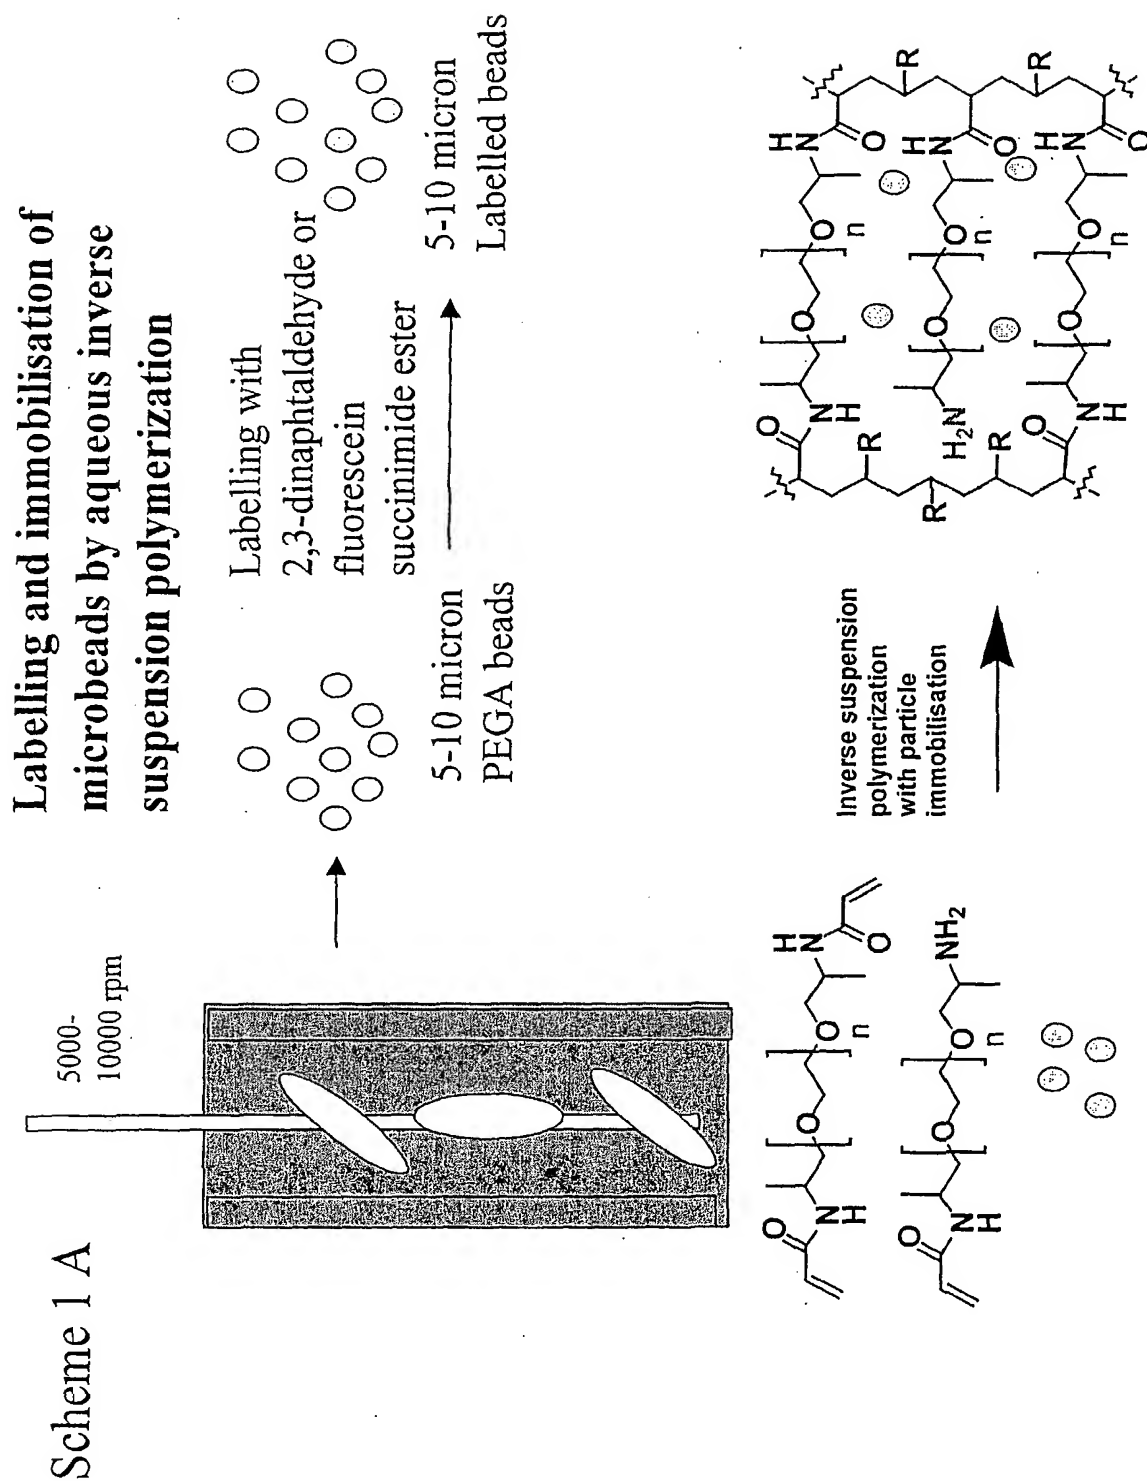 Scheme 1 A
Labelling and immobilisation of
microbeads by aqueous inverse
suspension polymerization
5000-
10000 rpm
5-10 micron
PEGA beads
Labelling with
2,3-dinaphtaldehyde or
fluorescein
succinimide ester
5-10 micron
Labelled beads
O
N
H
O
O
n
H
N
O
O
N
H
O
O
n
NH2
Inverse suspension
polymerization
with particle
immobilisation
O
N
H
O
O
n
H
N
O
R
R
R
R
R
H2N
O
O
n
H
N
O
O
N
H
O
O
n
H
N
O